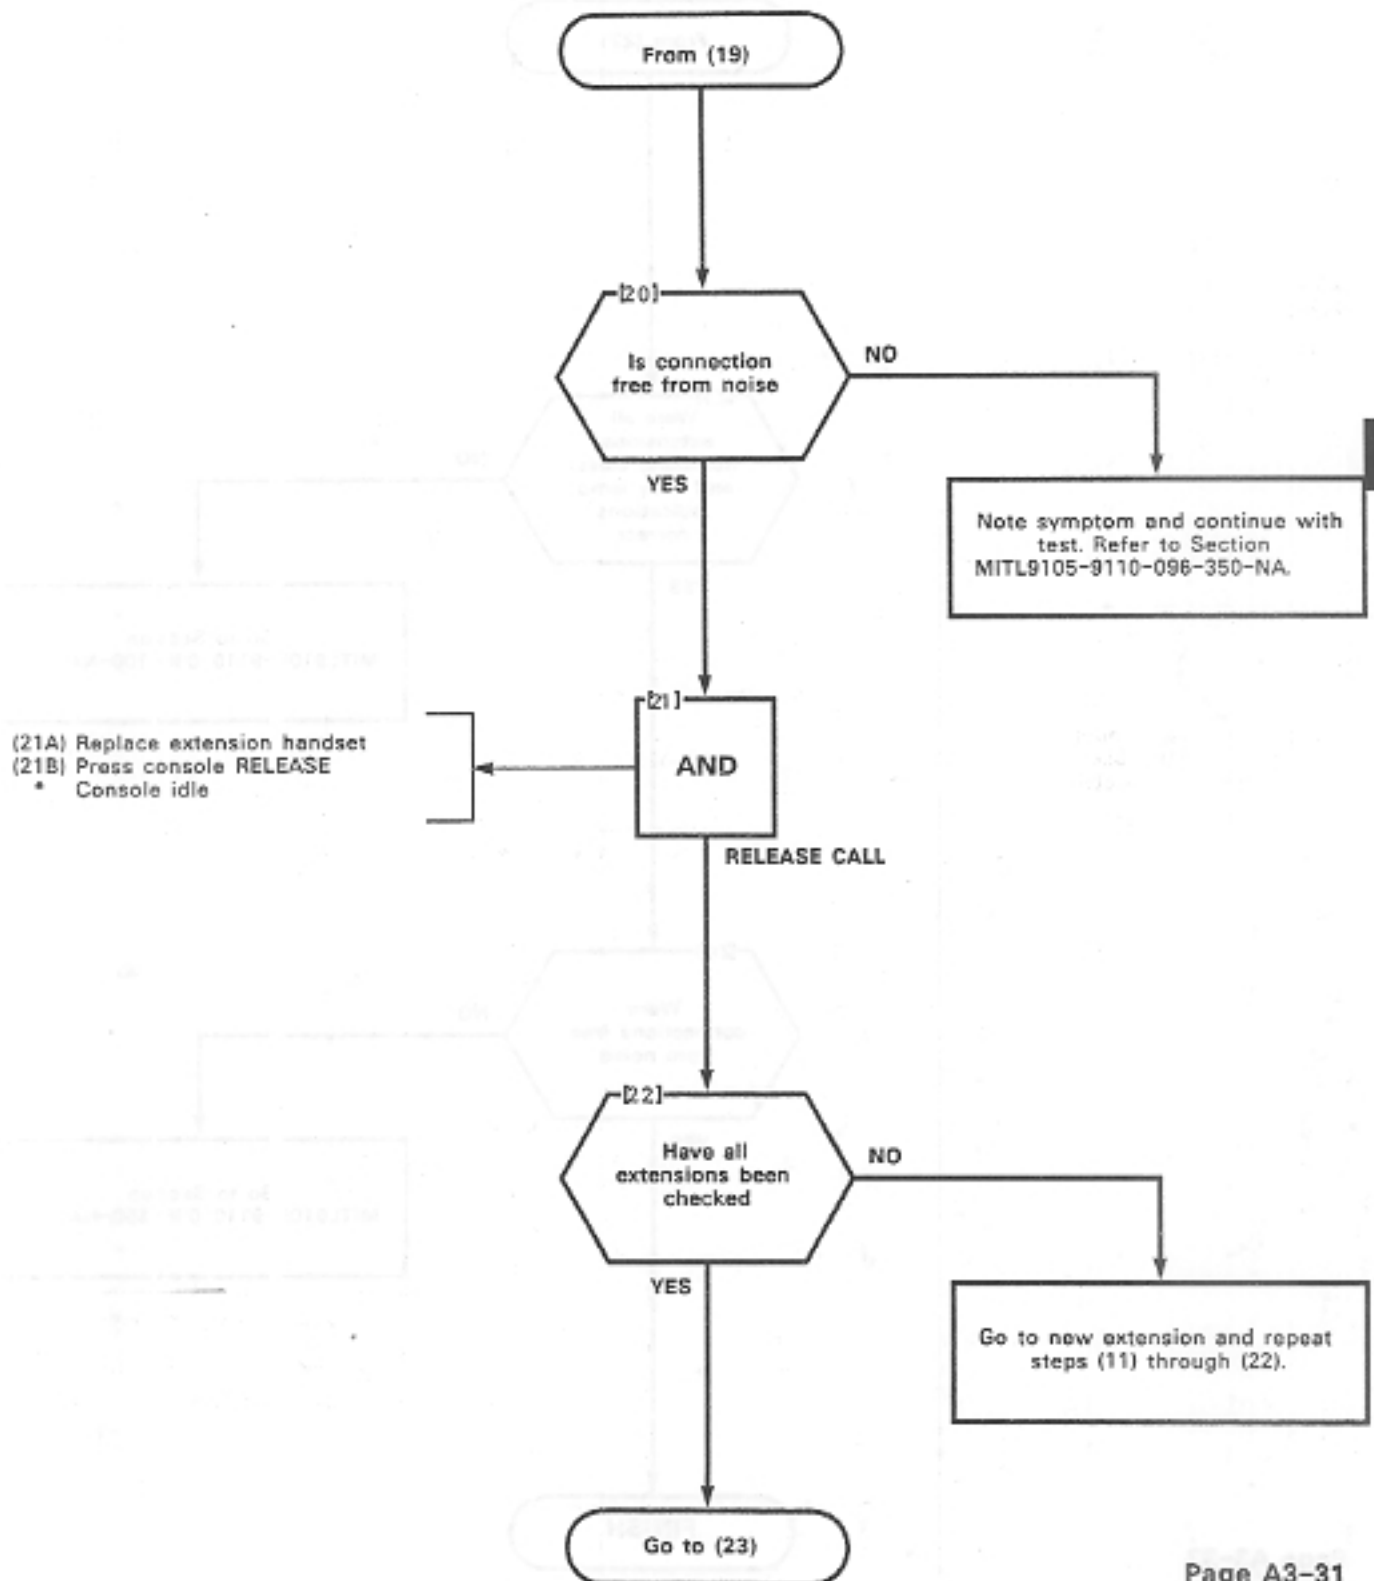 From (19)
[20]
Is connection
free from noise
NO
YES
Note symptom and continue with
test. Refer to Section
MITL9105-9110-096-350-NA.
[21]
AND
(21A) Replace extension handset
(21B) Press console RELEASE
* Console idle
RELEASE CALL
[22]
Have all
extensions been
checked
NO
YES
Go to new extension and repeat
steps (11) through (22).
Go to (23)
Page A3-31